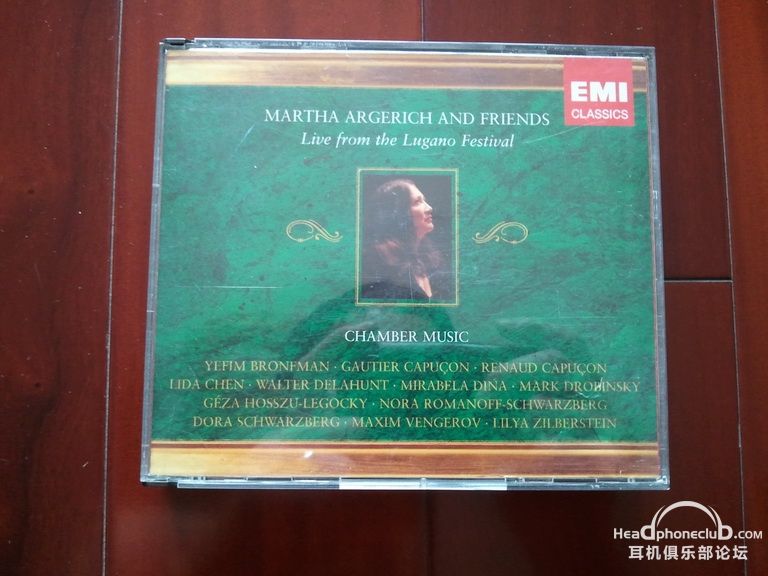 EMI
CLASSICS
MARTHA ARGERICH AND FRIENDS
Live from the Lugano Festival
CHAMBER MUSIC
YEFIM BRONFMAN · GAUTIER CAPUÇON · RENAUD CAPUÇON
LIDA CHEN · WALTER DELAHUNT · MIRABELA DINA · MARK DROBINSKY
GÉZA HOSSZU-LEGOCKY · NORA ROMANOFF-SCHWARZBERG
DORA SCHWARZBERG · MAXIM VENGEROV · LILYA ZILBERSTEIN
HeadphoneclubD.com
耳机俱乐部论坛